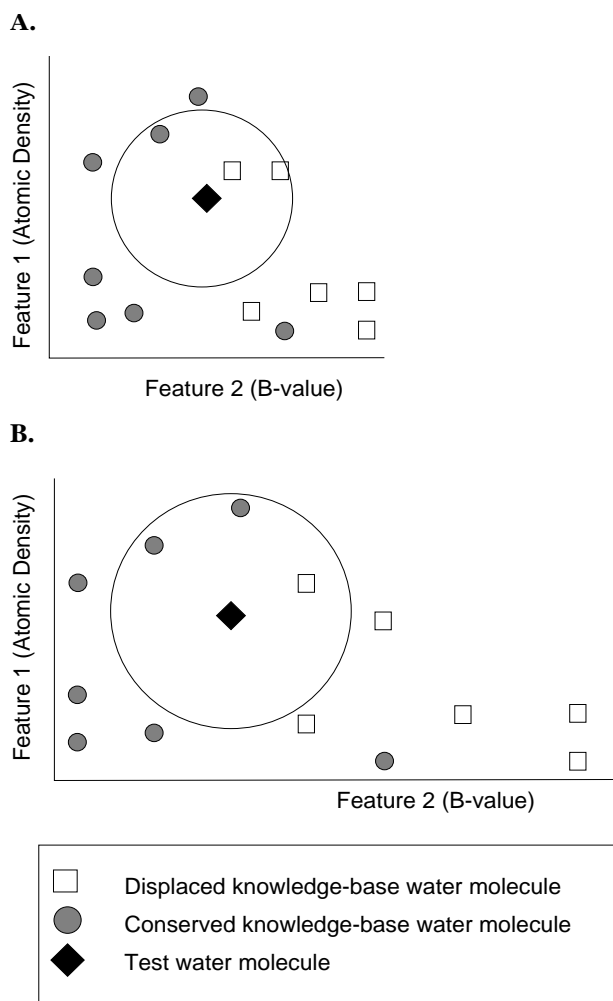 A.
Feature 1 (Atomic Density)
Feature 2 (B-value)
B.
Feature 1 (Atomic Density)
Feature 2 (B-value)
Displaced knowledge-base water molecule
Conserved knowledge-base water molecule
Test water molecule